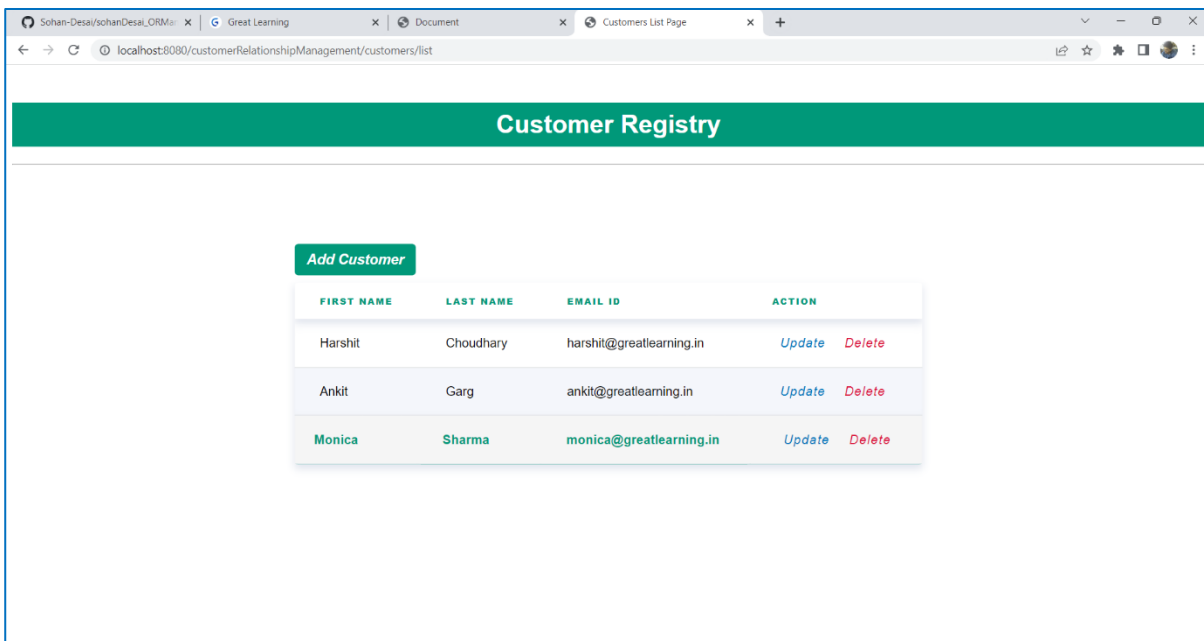 Sohan-Desai/sohanDesai_ORMa
Great Learning
Document
Customers List Page
localhost:8080/customerRelationshipManagement/customers/list
Customer Registry
Add Customer
FIRST NAME LAST NAME EMAIL ID ACTION
Harshit Choudhary harshit@greatlearning.in Update Delete
Ankit Garg ankit@greatlearning.in Update Delete
Monica Sharma monica@greatlearning.in Update Delete